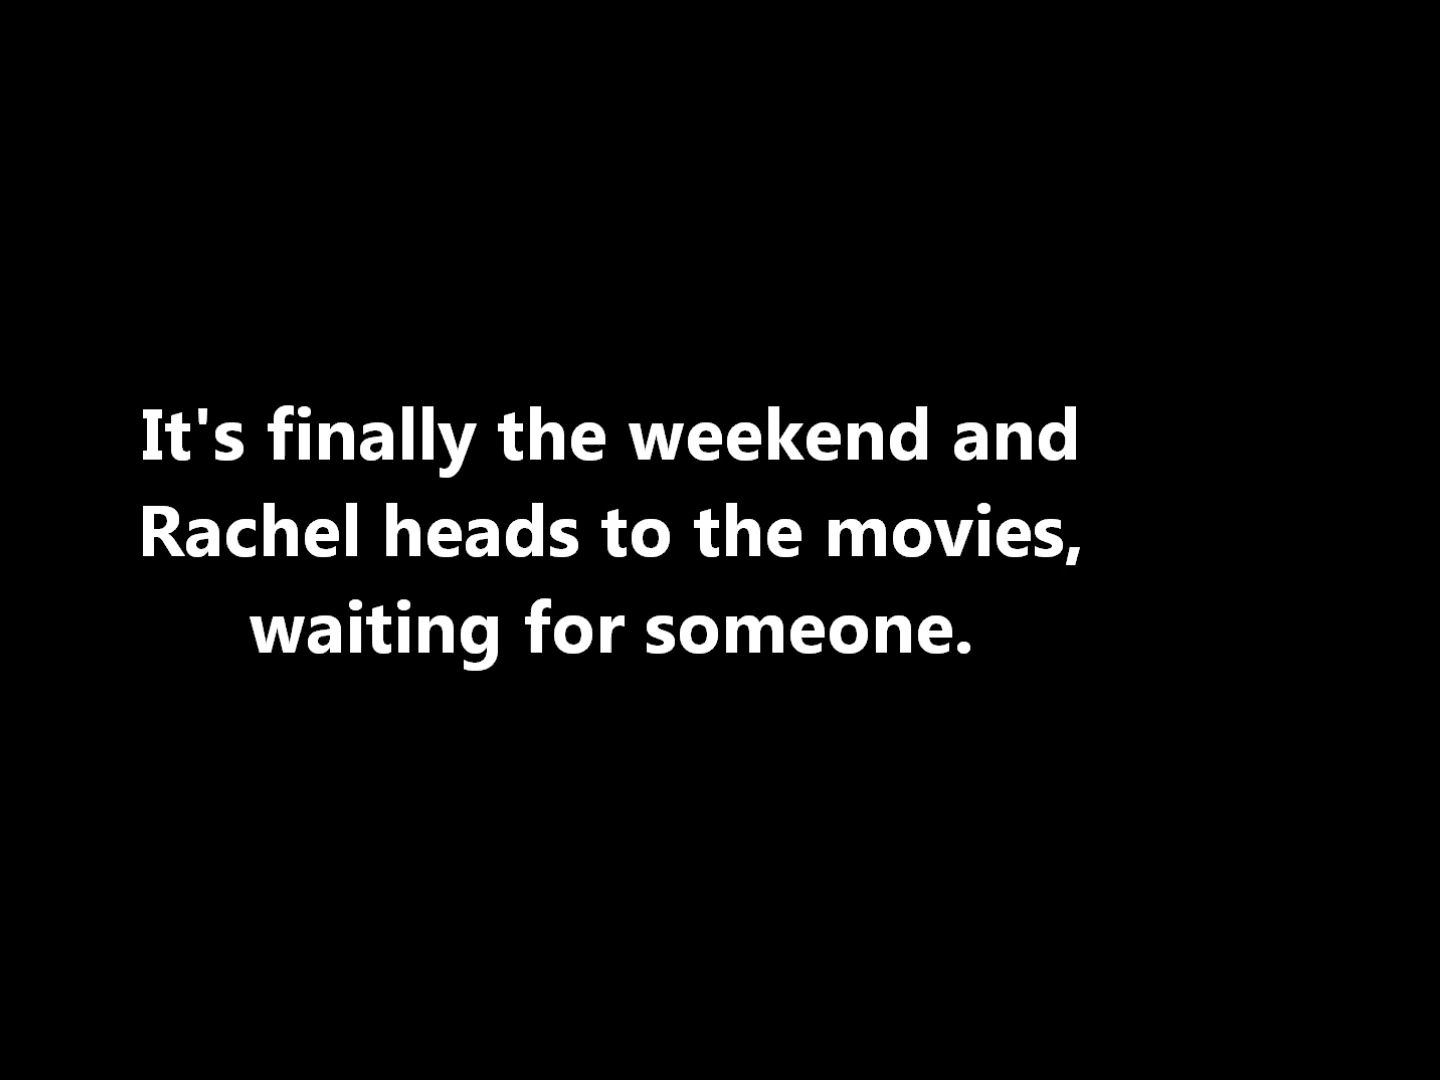 It's finally the weekend and
Rachel heads to the movies,
waiting for someone.